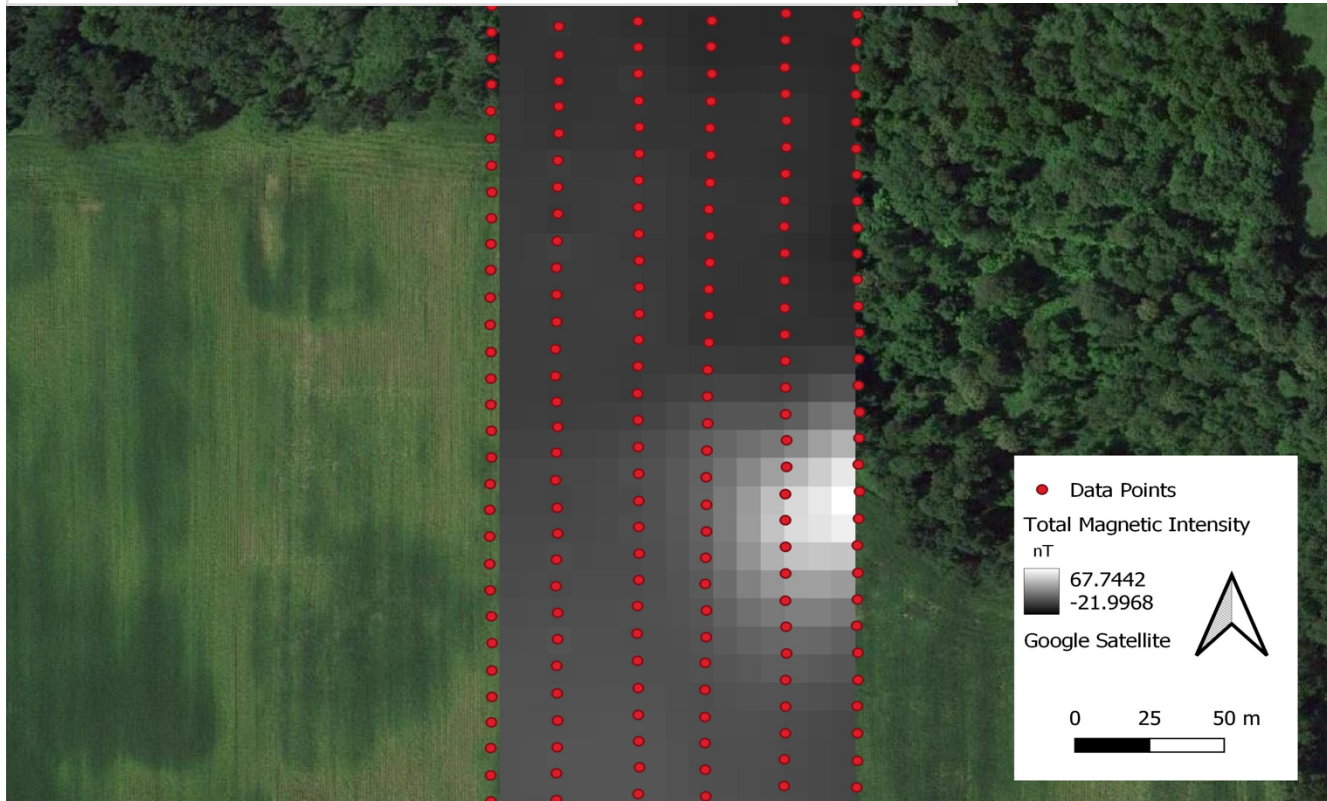 Data Points
Total Magnetic Intensity
nT
67.7442
-21.9968
Google Satellite
0 25 50 m